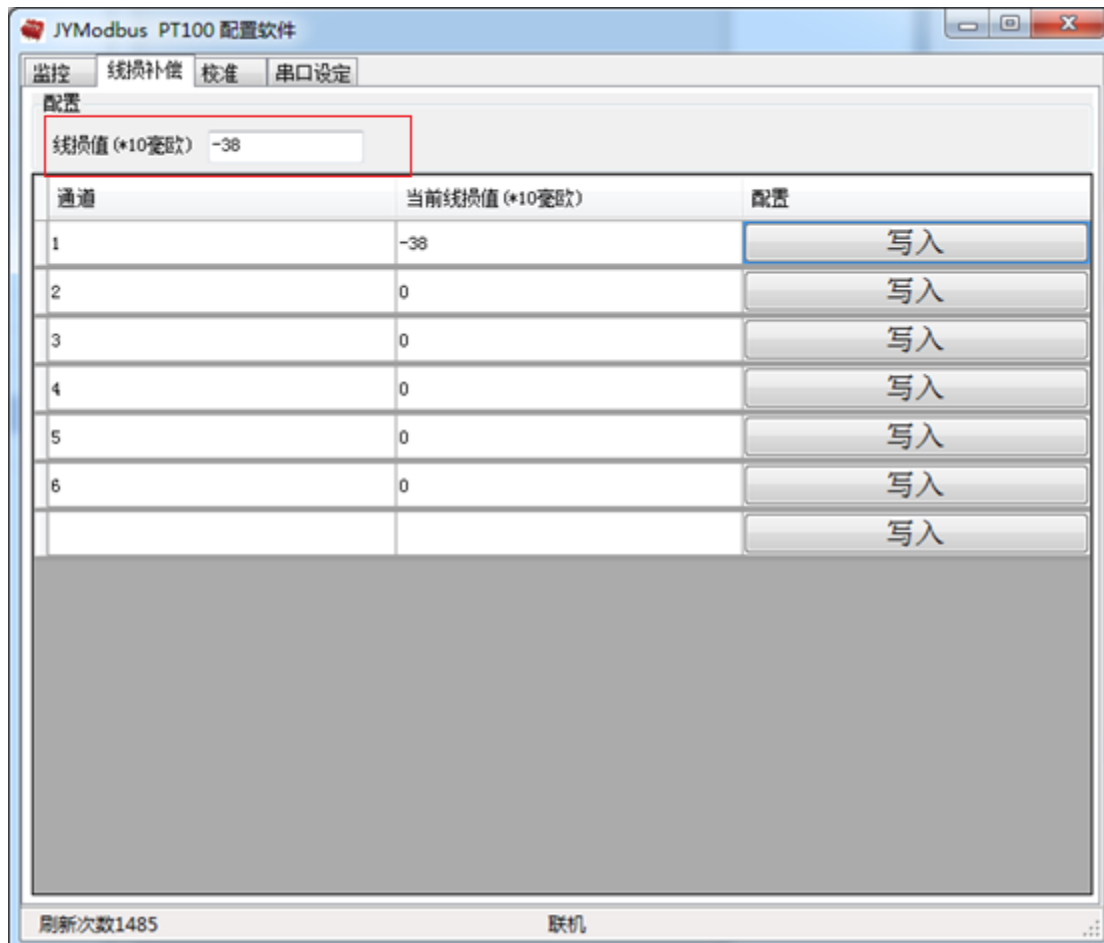 JYModbus PT100 配置软件
监控 线损补偿 校准 串口设定
配置
线损值(*10毫欧) -38
通道 当前线损值(*10毫欧) 配置
1 -38 写入
2 0 写入
3 0 写入
4 0 写入
5 0 写入
6 0 写入
写入
刷新次数1485 联机